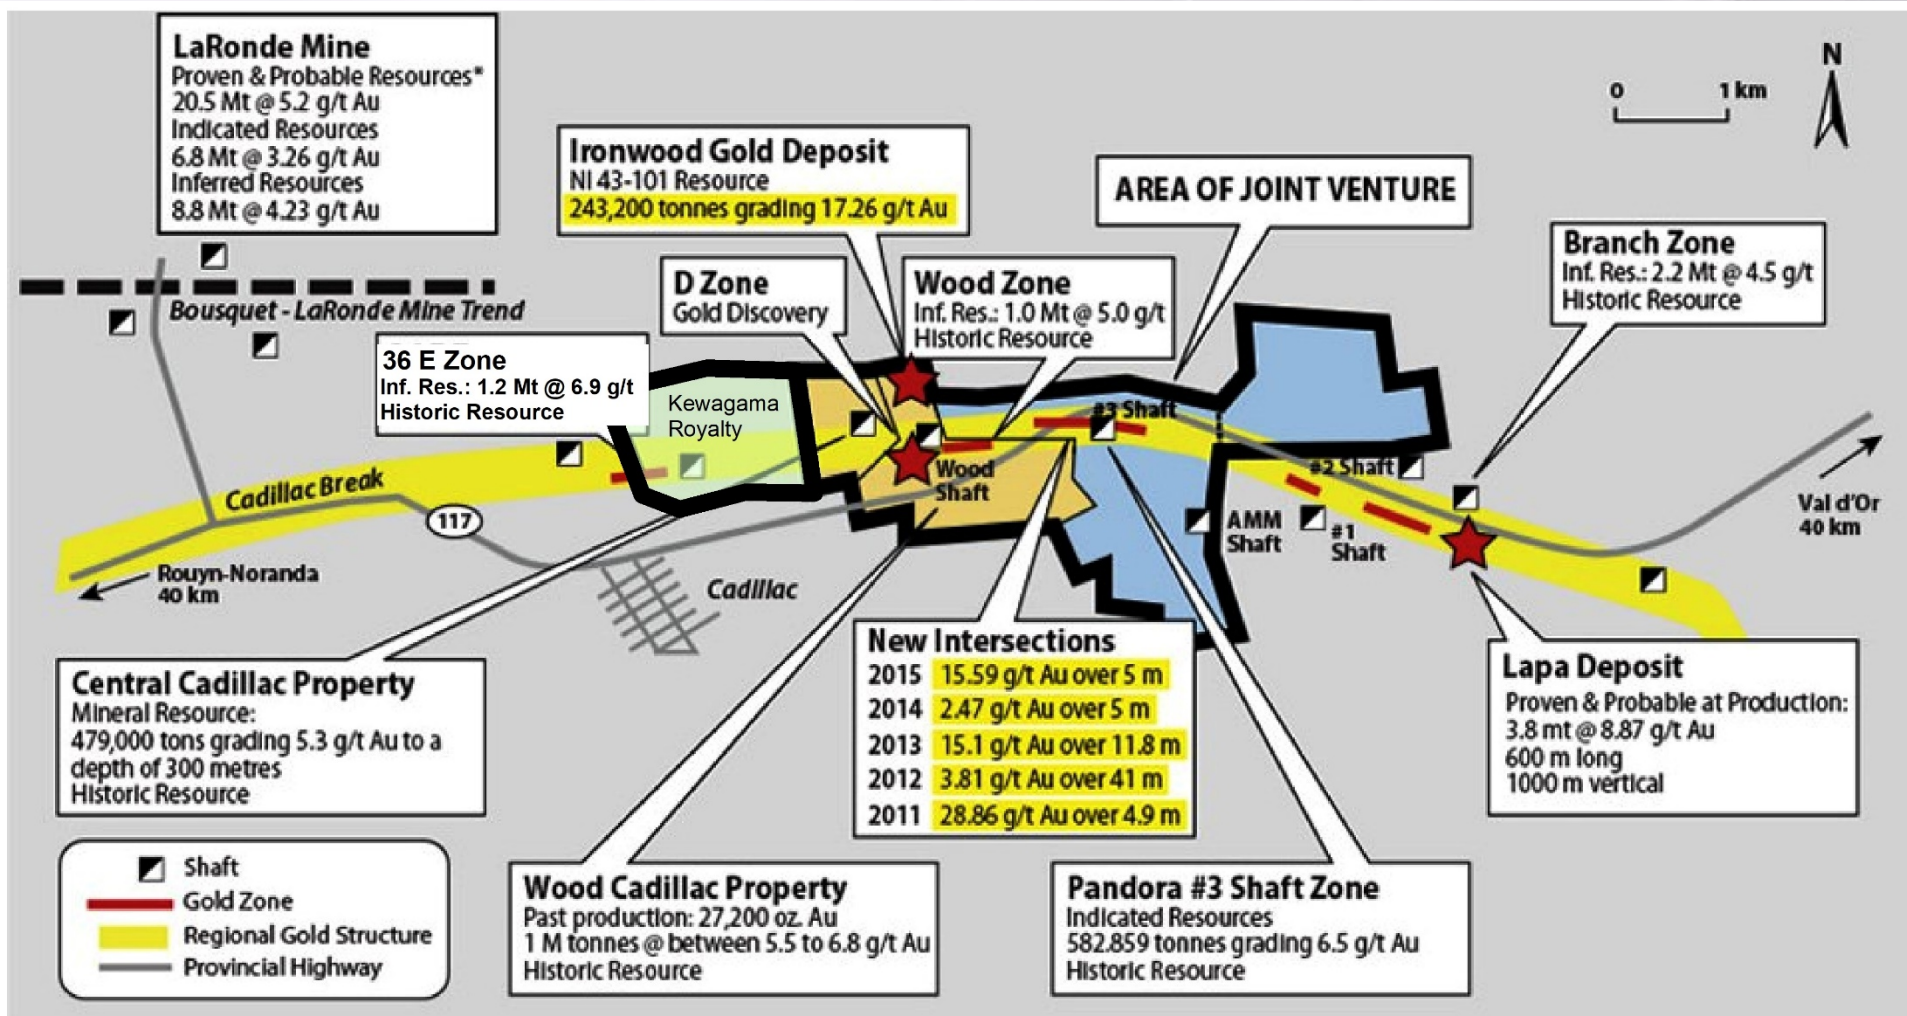 LaRonde Mine
Proven & Probable Resources*
20.5 Mt @ 5.2 g/t Au
Indicated Resources
6.8 Mt @ 3.26 g/t Au
Inferred Resources
8.8 Mt @ 4.23 g/t Au
N
0 1 km
Ironwood Gold Deposit
NI 43-101 Resource
243,200 tonnes grading 17.26 g/t Au
AREA OF JOINT VENTURE
Branch Zone
Inf. Res.: 2.2 Mt @ 4.5 g/t
Historic Resource
D Zone
Gold Discovery
Wood Zone
Inf. Res.: 1.0 Mt @ 5.0 g/t
Historic Resource
Bousquet - LaRonde Mine Trend
36 E Zone
Inf. Res.: 1.2 Mt @ 6.9 g/t
Historic Resource
Kewagama
Royalty
#3 Shaft
#2 Shaft
Wood
Shaft
Cadillac Break
117
AMM
Shaft
#1
Shaft
Val d'Or
40 km
Rouyn-Noranda
40 km
Cadillac
New Intersections
2015 15.59 g/t Au over 5 m
2014 2.47 g/t Au over 5 m
2013 15.1 g/t Au over 11.8 m
2012 3.81 g/t Au over 41 m
2011 28.86 g/t Au over 4.9 m
Lapa Deposit
Proven & Probable at Production:
3.8 mt @ 8.87 g/t Au
600 m long
1000 m vertical
Central Cadillac Property
Mineral Resource:
479,000 tons grading 5.3 g/t Au to a
depth of 300 metres
Historic Resource
Shaft
Gold Zone
Regional Gold Structure
Provincial Highway
Wood Cadillac Property
Past production: 27,200 oz. Au
1 M tonnes @ between 5.5 to 6.8 g/t Au
Historic Resource
Pandora #3 Shaft Zone
Indicated Resources
582.859 tonnes grading 6.5 g/t Au
Historic Resource